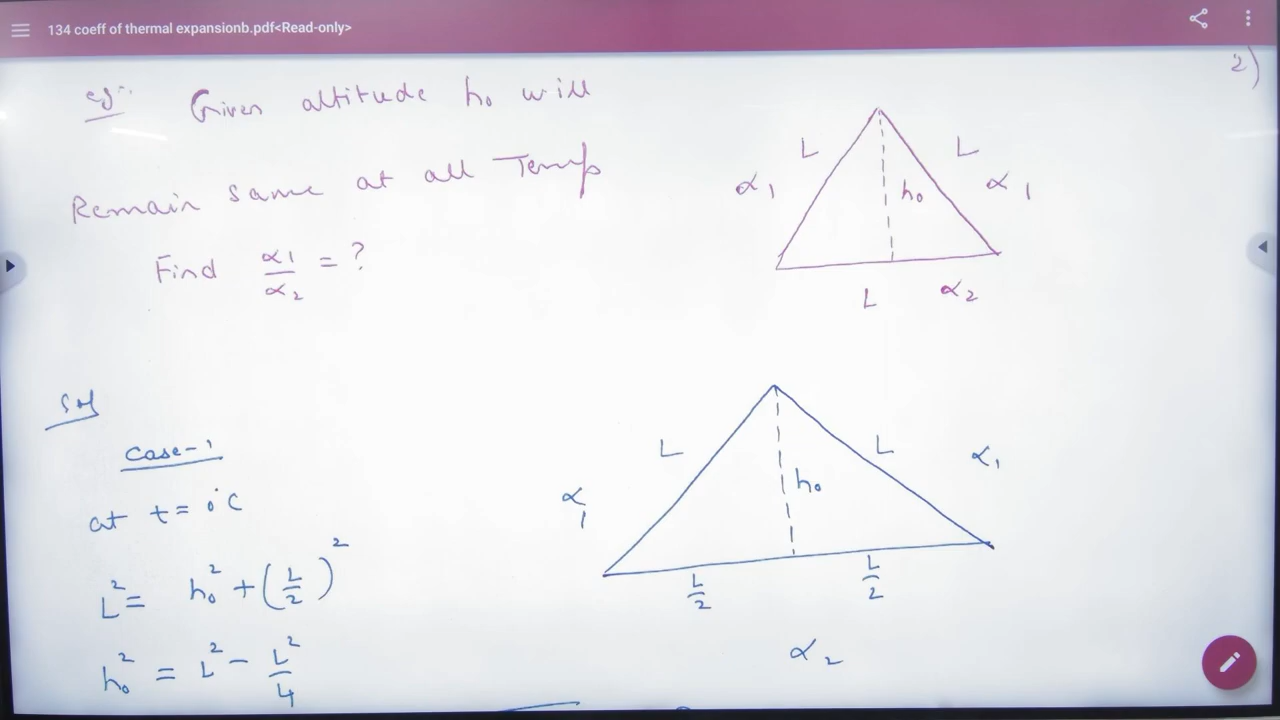 134 coeff of thermal expansionb.pdf<Read-only>
2)
eg:- Given altitude h₀ will
Remain same at all Temp
Find α1/α2 = ?
L
L
α1
α1
h₀
L
α2
Sol
Case-1
at t = 0°C
L² = h₀² + (L/2)²
h₀² = L² - L²/4
L
L
α1
α1
h₀
L/2
L/2
α2